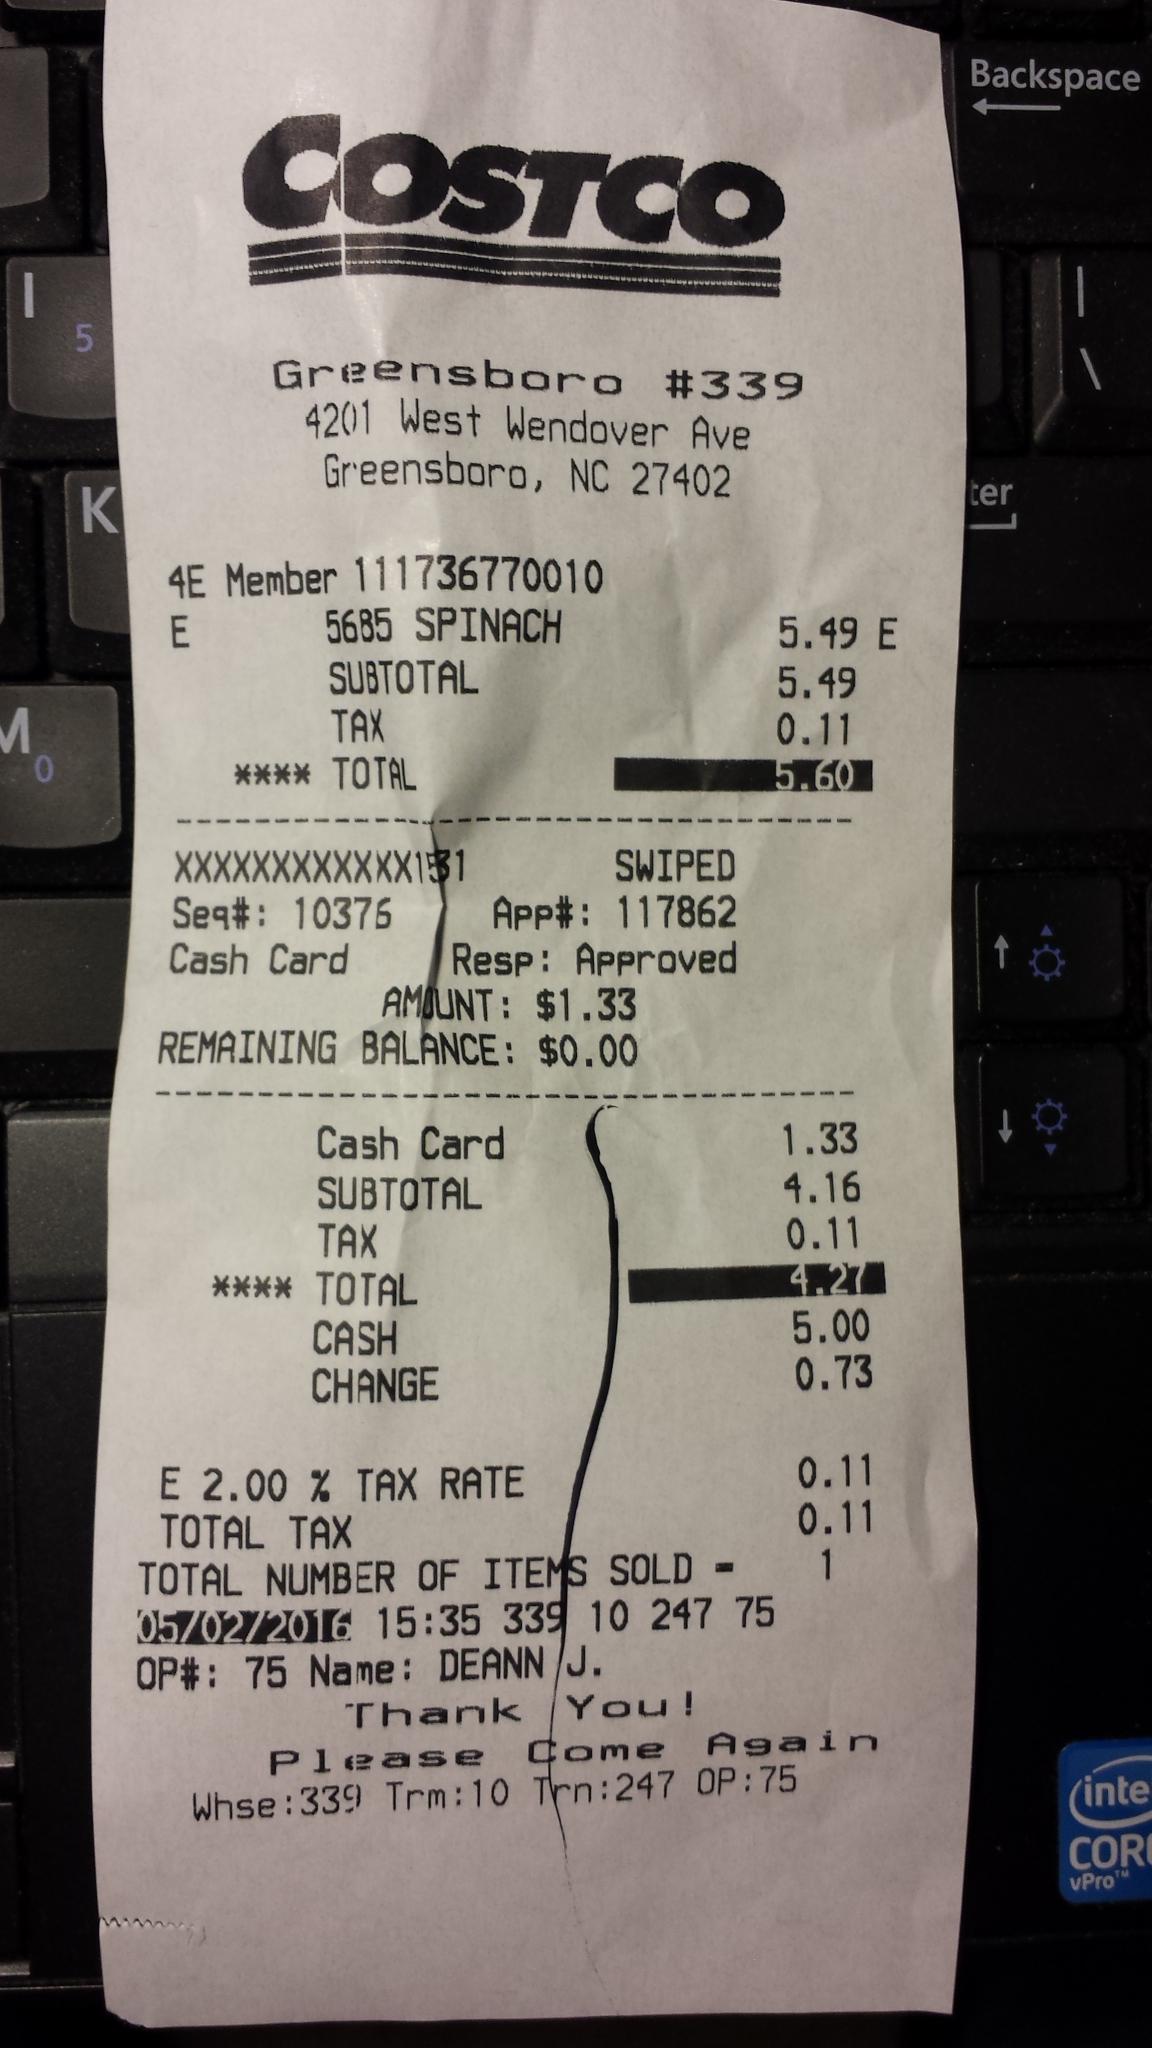 COSTCO
Greensboro #339
4201 West Wendover Ave
Greensboro, NC 27402
4E Member 111736770010
E 5685 SPINACH 5.49 E
SUBTOTAL 5.49
TAX 0.11
**** TOTAL 5.60
XXXXXXXXXXXX1531 SWIPED
Seq#: 10376 App#: 117862
Cash Card Resp: Approved
AMOUNT: $1.33
REMAINING BALANCE: $0.00
Cash Card 1.33
SUBTOTAL 4.16
TAX 0.11
**** TOTAL 4.27
CASH 5.00
CHANGE 0.73
E 2.00 % TAX RATE 0.11
TOTAL TAX 0.11
TOTAL NUMBER OF ITEMS SOLD = 1
05/02/2016 15:35 339 10 247 75
OP#: 75 Name: DEANN J.
Thank You!
Please Come Again
Whse:339 Trm:10 Trn:247 OP:75
Backspace
I 5
| \
K
ter
M 0
inte
CORE
vPro™